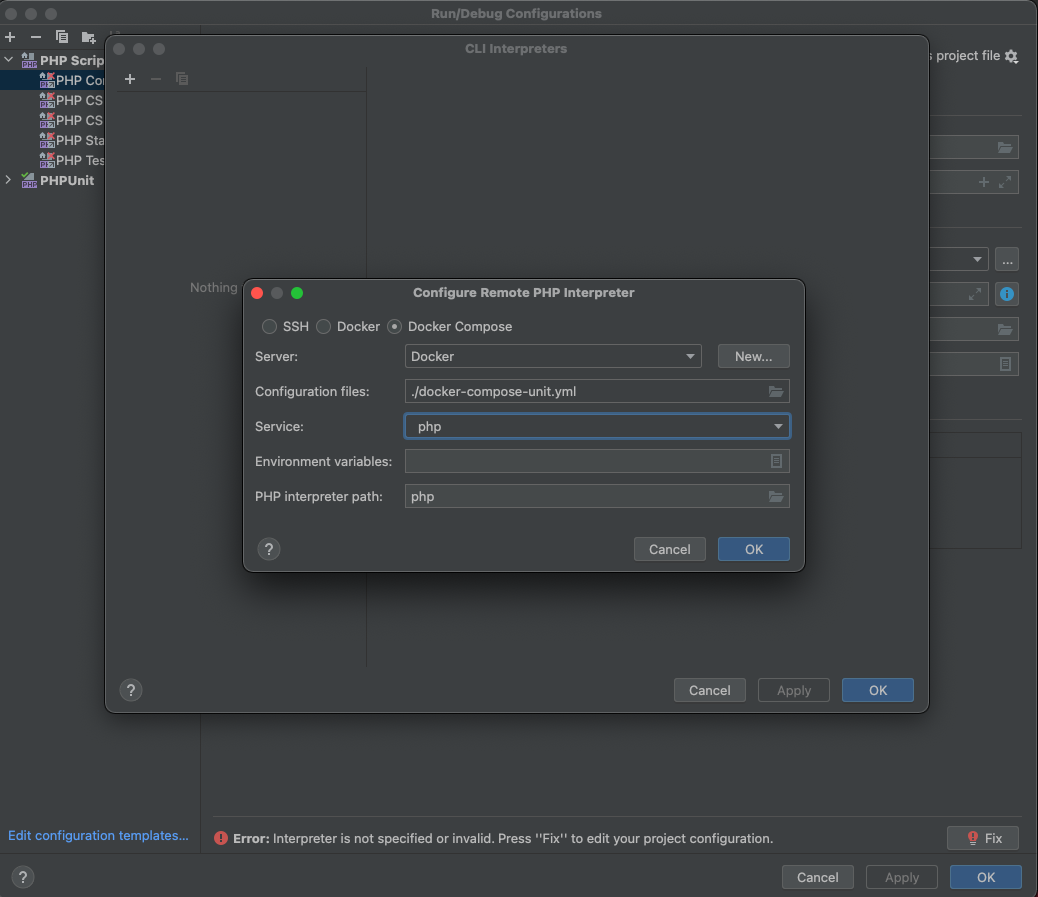 Run/Debug Configurations
CLI Interpreters
PHP Scrip
s project file
PHP Cor
PHP CS
PHP CS
PHP Sta
PHP Tes
PHPUnit
...
Nothing
Configure Remote PHP Interpreter
SSH Docker Docker Compose
Server: Docker New...
Configuration files: ./docker-compose-unit.yml
Service: php
Environment variables:
PHP interpreter path: php
? Cancel OK
? Cancel Apply OK
Edit configuration templates...
Error: Interpreter is not specified or invalid. Press ''Fix'' to edit your project configuration. Fix
? Cancel Apply OK